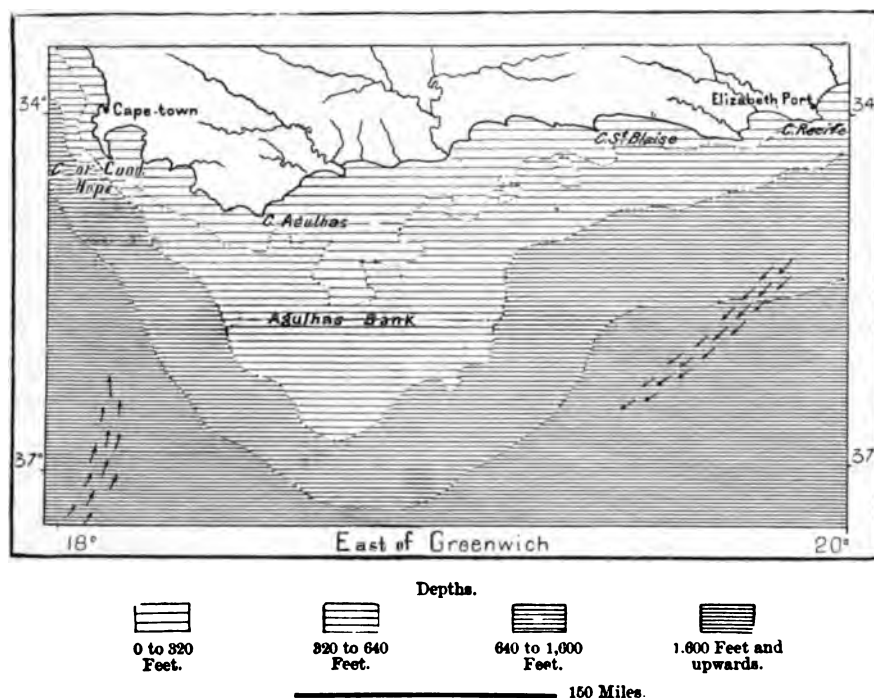 34° Cape-town Elizabeth Port 34
C. of Good Hope
C. St Blaise
C. Recife
C. Agulhas
Agulhas Bank
37° 37
18° East of Greenwich 20°
Depths.
0 to 320 Feet.
320 to 640 Feet.
640 to 1,600 Feet.
1.600 Feet and upwards.
150 Miles.